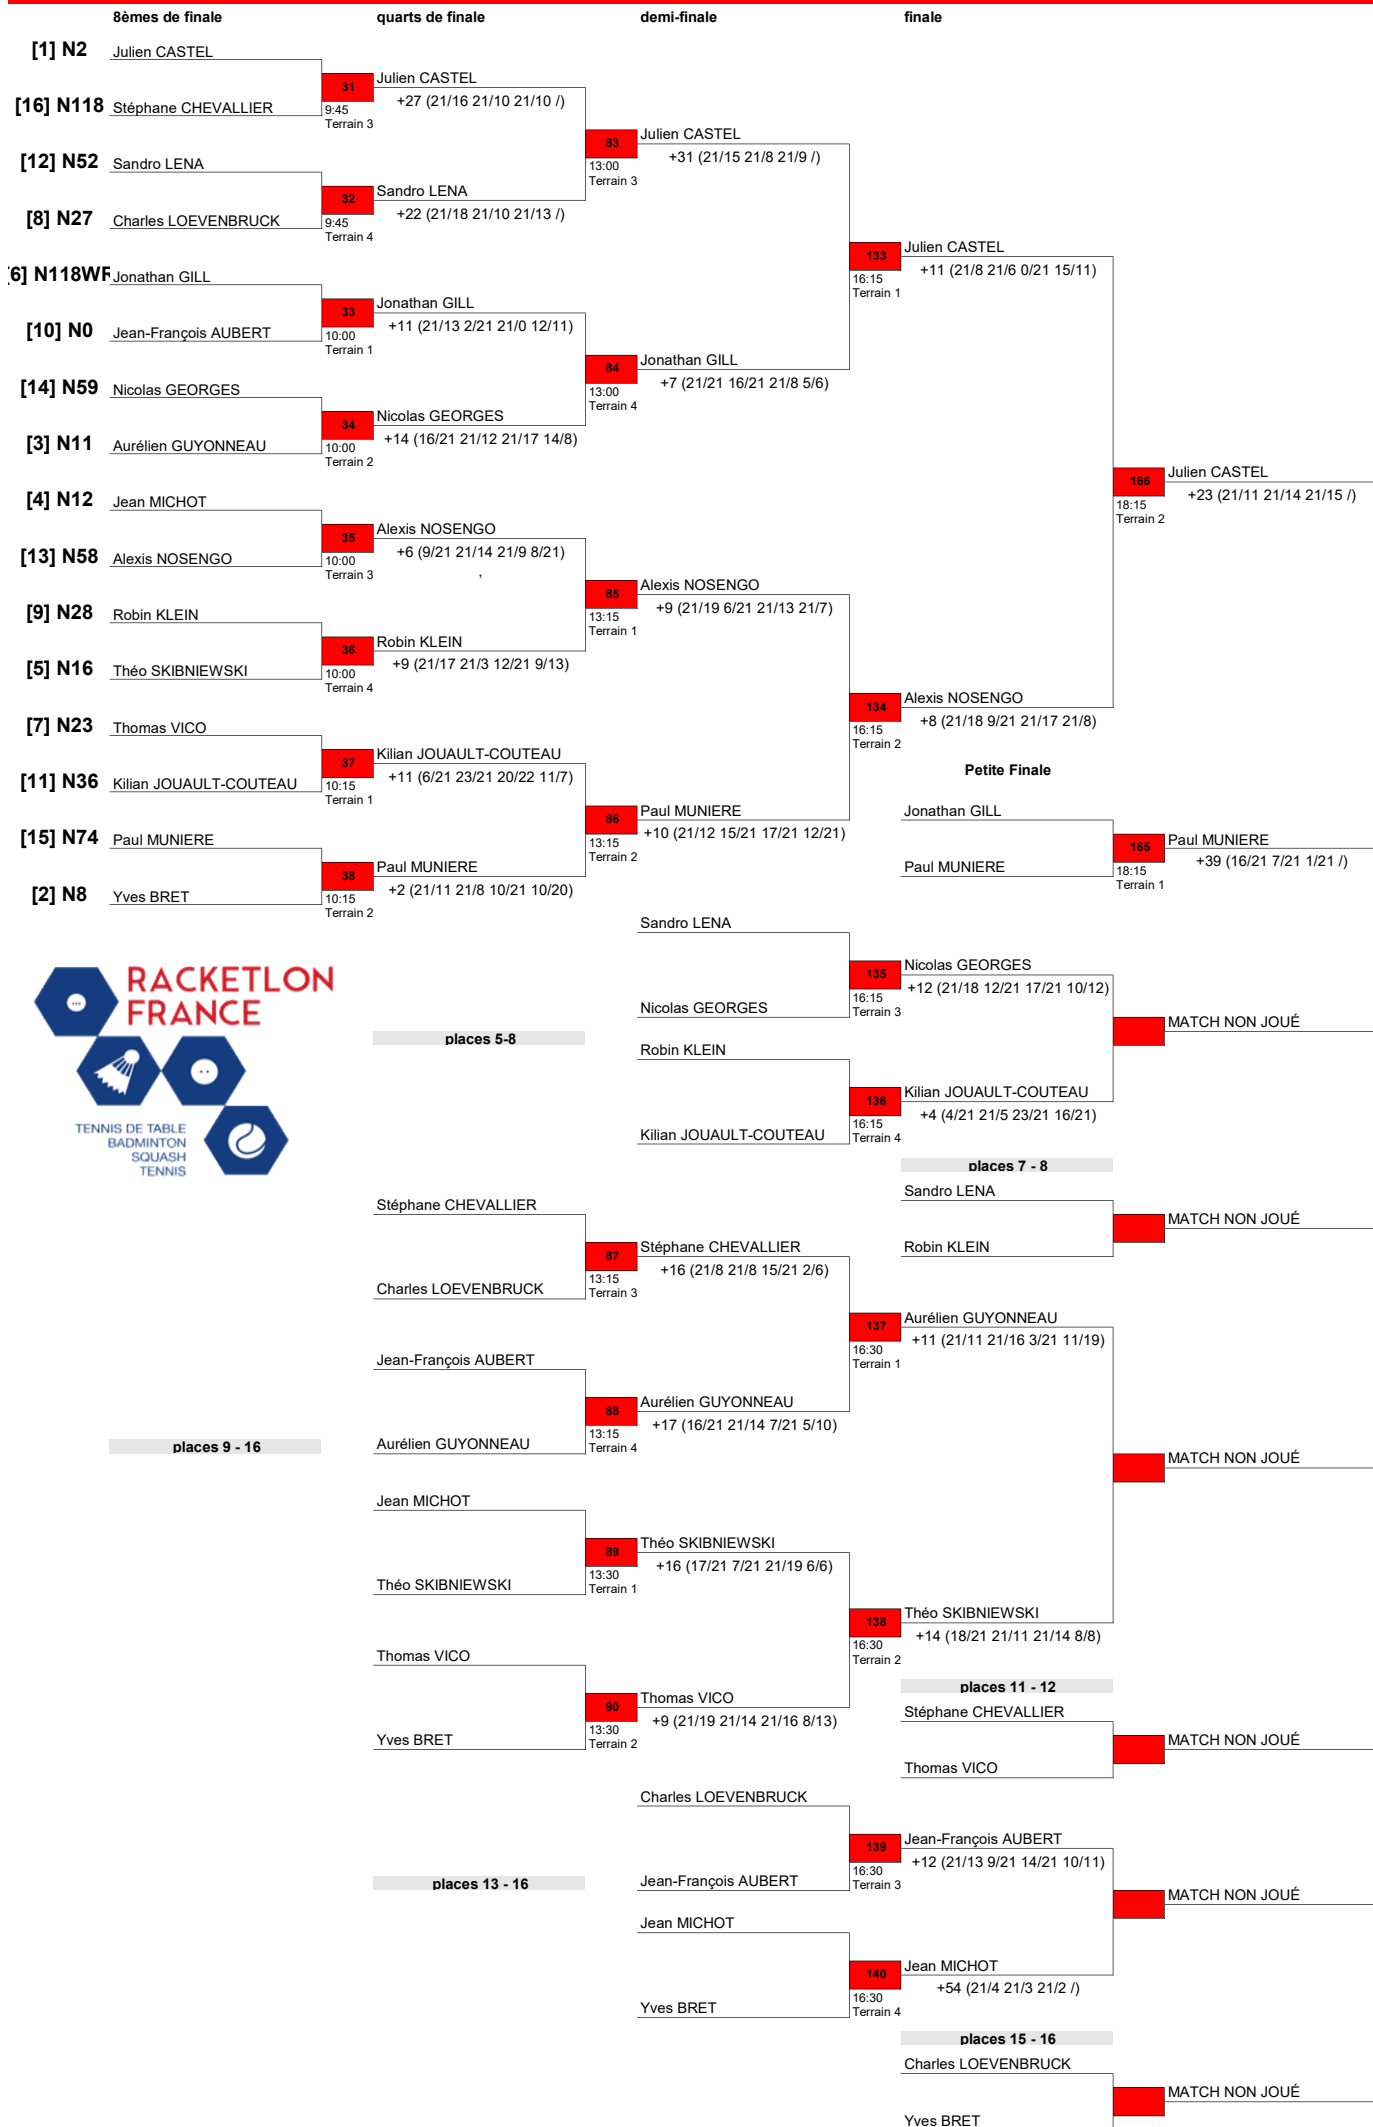 8èmes de finale quarts de finale demi-finale finale
[1] N2 Julien CASTEL
31 Julien CASTEL
+27 (21/16 21/10 21/10 /)
[16] N118 Stéphane CHEVALLIER
9:45
Terrain 3
83 Julien CASTEL
+31 (21/15 21/8 21/9 /)
13:00
Terrain 3
[12] N52 Sandro LENA
32 Sandro LENA
+22 (21/18 21/10 21/13 /)
[8] N27 Charles LOEVENBRUCK
9:45
Terrain 4
133 Julien CASTEL
+11 (21/8 21/6 0/21 15/11)
16:15
Terrain 1
6] N118WR Jonathan GILL
33 Jonathan GILL
+11 (21/13 2/21 21/0 12/11)
[10] N0 Jean-François AUBERT
10:00
Terrain 1
84 Jonathan GILL
+7 (21/21 16/21 21/8 5/6)
13:00
Terrain 4
[14] N59 Nicolas GEORGES
34 Nicolas GEORGES
+14 (16/21 21/12 21/17 14/8)
[3] N11 Aurélien GUYONNEAU
10:00
Terrain 2
166 Julien CASTEL
+23 (21/11 21/14 21/15 /)
18:15
Terrain 2
[4] N12 Jean MICHOT
35 Alexis NOSENGO
+6 (9/21 21/14 21/9 8/21)
,
[13] N58 Alexis NOSENGO
10:00
Terrain 3
85 Alexis NOSENGO
+9 (21/19 6/21 21/13 21/7)
13:15
Terrain 1
[9] N28 Robin KLEIN
36 Robin KLEIN
+9 (21/17 21/3 12/21 9/13)
[5] N16 Théo SKIBNIEWSKI
10:00
Terrain 4
134 Alexis NOSENGO
+8 (21/18 9/21 21/17 21/8)
16:15
Terrain 2
[7] N23 Thomas VICO
37 Kilian JOUAULT-COUTEAU
+11 (6/21 23/21 20/22 11/7)
[11] N36 Kilian JOUAULT-COUTEAU
10:15
Terrain 1
86 Paul MUNIERE
+10 (21/12 15/21 17/21 12/21)
13:15
Terrain 2
[15] N74 Paul MUNIERE
38 Paul MUNIERE
+2 (21/11 21/8 10/21 10/20)
[2] N8 Yves BRET
10:15
Terrain 2
Petite Finale
Jonathan GILL
165 Paul MUNIERE
+39 (16/21 7/21 1/21 /)
Paul MUNIERE
18:15
Terrain 1
RACKETLON
FRANCE
TENNIS DE TABLE
BADMINTON
SQUASH
TENNIS
places 5-8
Sandro LENA
135 Nicolas GEORGES
+12 (21/18 12/21 17/21 10/12)
Nicolas GEORGES
16:15
Terrain 3
MATCH NON JOUÉ
Robin KLEIN
136 Kilian JOUAULT-COUTEAU
+4 (4/21 21/5 23/21 16/21)
Kilian JOUAULT-COUTEAU
16:15
Terrain 4
places 7 - 8
Sandro LENA
MATCH NON JOUÉ
Robin KLEIN
places 9 - 16
Stéphane CHEVALLIER
87 Stéphane CHEVALLIER
+16 (21/8 21/8 15/21 2/6)
Charles LOEVENBRUCK
13:15
Terrain 3
137 Aurélien GUYONNEAU
+11 (21/11 21/16 3/21 11/19)
16:30
Terrain 1
Jean-François AUBERT
88 Aurélien GUYONNEAU
+17 (16/21 21/14 7/21 5/10)
Aurélien GUYONNEAU
13:15
Terrain 4
MATCH NON JOUÉ
Jean MICHOT
89 Théo SKIBNIEWSKI
+16 (17/21 7/21 21/19 6/6)
Théo SKIBNIEWSKI
13:30
Terrain 1
138 Théo SKIBNIEWSKI
+14 (18/21 21/11 21/14 8/8)
16:30
Terrain 2
Thomas VICO
90 Thomas VICO
+9 (21/19 21/14 21/16 8/13)
Yves BRET
13:30
Terrain 2
places 11 - 12
Stéphane CHEVALLIER
MATCH NON JOUÉ
Thomas VICO
places 13 - 16
Charles LOEVENBRUCK
139 Jean-François AUBERT
+12 (21/13 9/21 14/21 10/11)
Jean-François AUBERT
16:30
Terrain 3
MATCH NON JOUÉ
Jean MICHOT
140 Jean MICHOT
+54 (21/4 21/3 21/2 /)
Yves BRET
16:30
Terrain 4
places 15 - 16
Charles LOEVENBRUCK
MATCH NON JOUÉ
Yves BRET